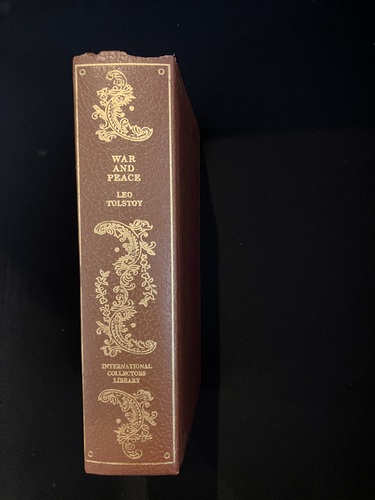 WAR
AND
PEACE
LEO
TOLSTOY
INTERNATIONAL
COLLECTORS
LIBRARY